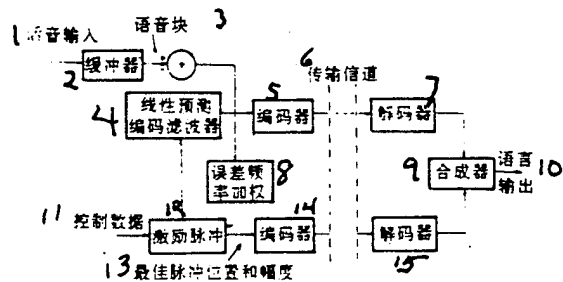 语音块 3
1 语音输入
2 缓冲器
6 传输信道
4 线性预测
编码滤波器
5 编码器
7 解码器
误差频
率加权 8
9 合成器
语言 10
输出
11 控制数据
12 激励脉冲
14 编码器
解码器
15
13 最佳脉冲位置和幅度